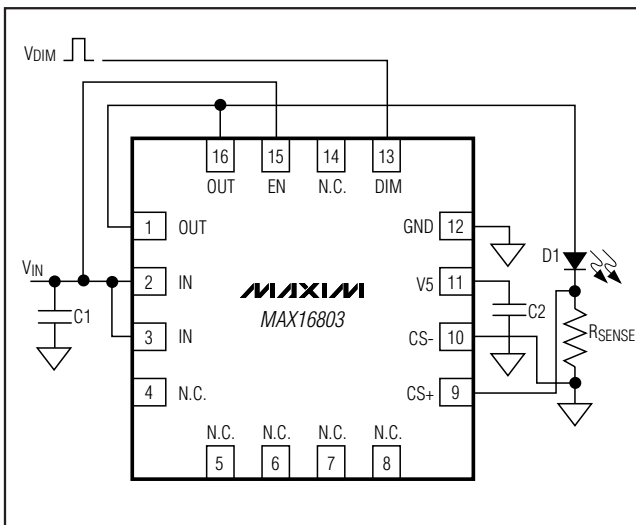 VDIM
16 15 14 13
OUT EN N.C. DIM
1 OUT
GND 12
D1
VIN
2 IN
V5 11
C1
MAXIM
MAX16803
C2
RSENSE
3 IN
CS- 10
4 N.C.
CS+ 9
N.C. N.C. N.C. N.C.
5 6 7 8